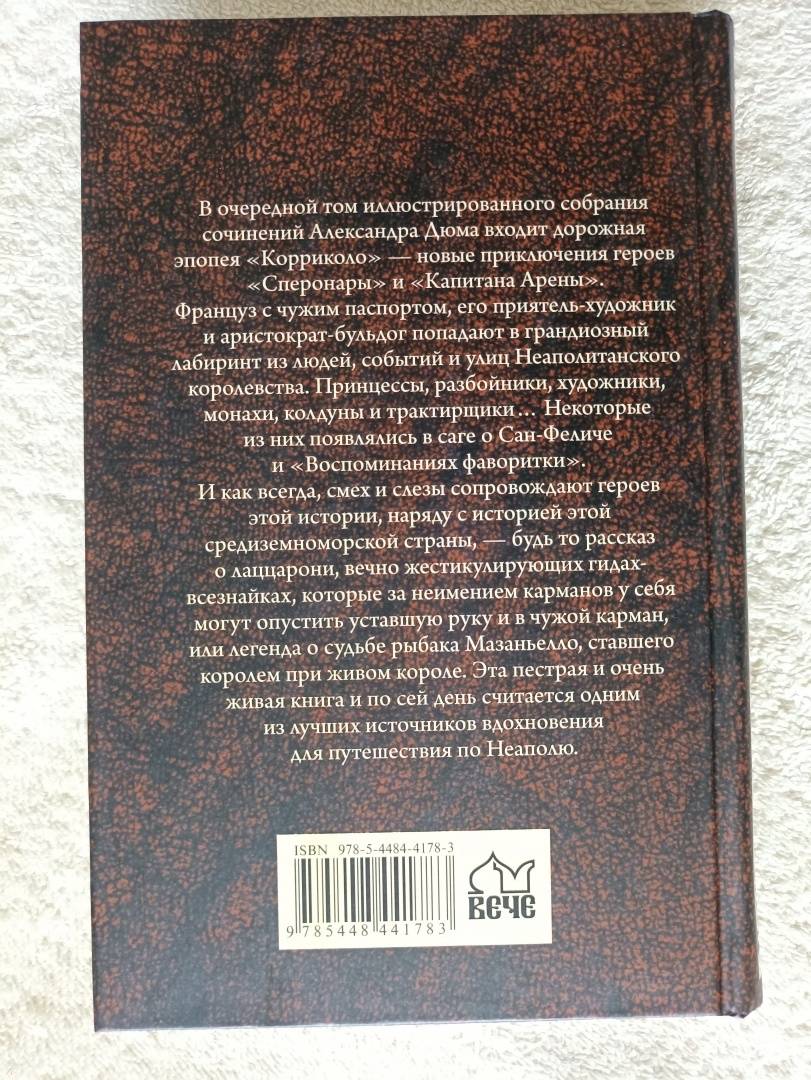 В очередной том иллюстрированного собрания
сочинений Александра Дюма входит дорожная
эпопея «Корриколо» — новые приключения героев
«Сперонары» и «Капитана Арены».
Француз с чужим паспортом, его приятель-художник
и аристократ-бульдог попадают в грандиозный
лабиринт из людей, событий и улиц Неаполитанского
королевства. Принцессы, разбойники, художники,
монахи, колдуны и трактирщики... Некоторые
из них появлялись в саге о Сан-Феличе
и «Воспоминаниях фаворитки».
И как всегда, смех и слезы сопровождают героев
этой истории, наряду с историей этой
средиземноморской страны, — будь то рассказ
о лаццарони, вечно жестикулирующих гидах-
всезнайках, которые за неимением карманов у себя
могут опустить уставшую руку и в чужой карман,
или легенда о судьбе рыбака Мазаньелло, ставшего
королем при живом короле. Эта пестрая и очень
живая книга и по сей день считается одним
из лучших источников вдохновения
для путешествия по Неаполю.
ISBN 978-5-4484-4178-3
9 785448 441783
ВЕЧЕ